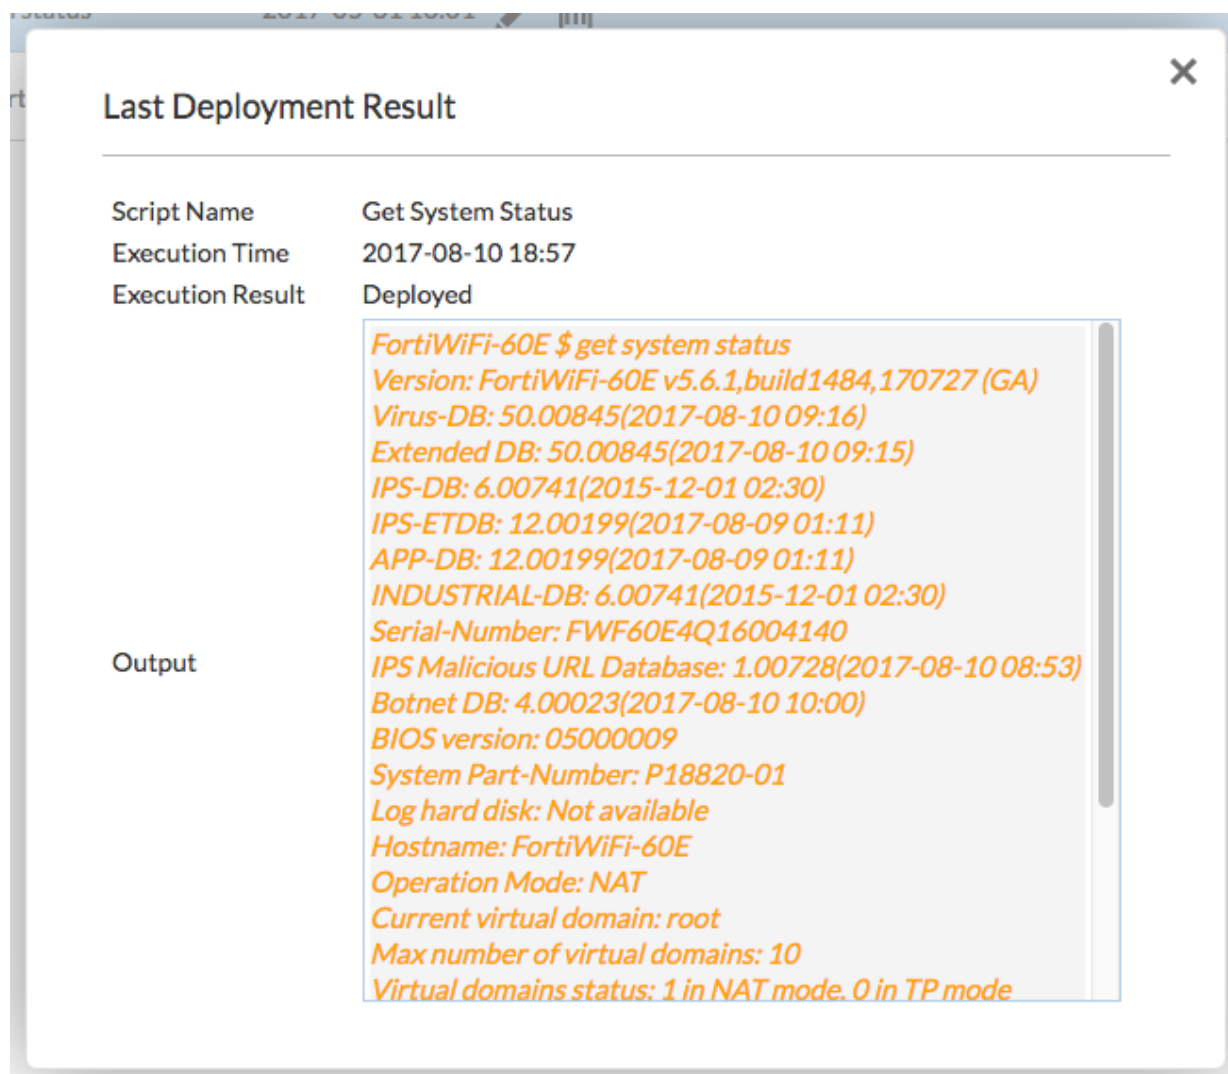 Last Deployment Result
Script Name Get System Status
Execution Time 2017-08-10 18:57
Execution Result Deployed
Output
FortiWiFi-60E $ get system status
Version: FortiWiFi-60E v5.6.1,build1484,170727 (GA)
Virus-DB: 50.00845(2017-08-10 09:16)
Extended DB: 50.00845(2017-08-10 09:15)
IPS-DB: 6.00741(2015-12-01 02:30)
IPS-ETDB: 12.00199(2017-08-09 01:11)
APP-DB: 12.00199(2017-08-09 01:11)
INDUSTRIAL-DB: 6.00741(2015-12-01 02:30)
Serial-Number: FWF60E4Q16004140
IPS Malicious URL Database: 1.00728(2017-08-10 08:53)
Botnet DB: 4.00023(2017-08-10 10:00)
BIOS version: 05000009
System Part-Number: P18820-01
Log hard disk: Not available
Hostname: FortiWiFi-60E
Operation Mode: NAT
Current virtual domain: root
Max number of virtual domains: 10
Virtual domains status: 1 in NAT mode, 0 in TP mode